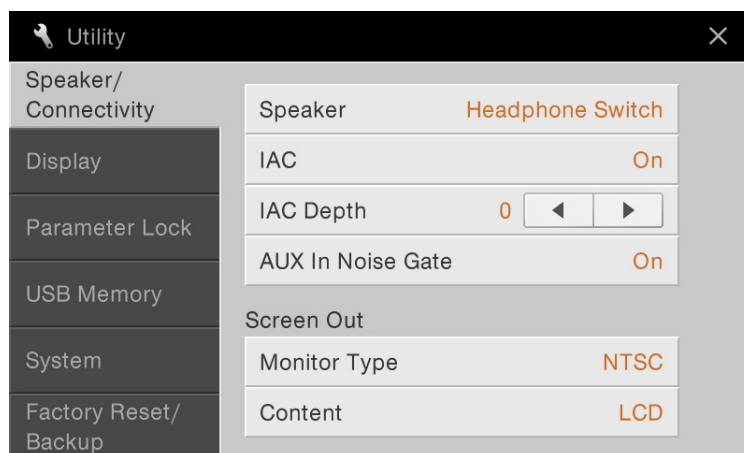 Utility
Speaker/
Connectivity
Display
Parameter Lock
USB Memory
System
Factory Reset/
Backup
Speaker Headphone Switch
IAC On
IAC Depth 0
AUX In Noise Gate On
Screen Out
Monitor Type NTSC
Content LCD